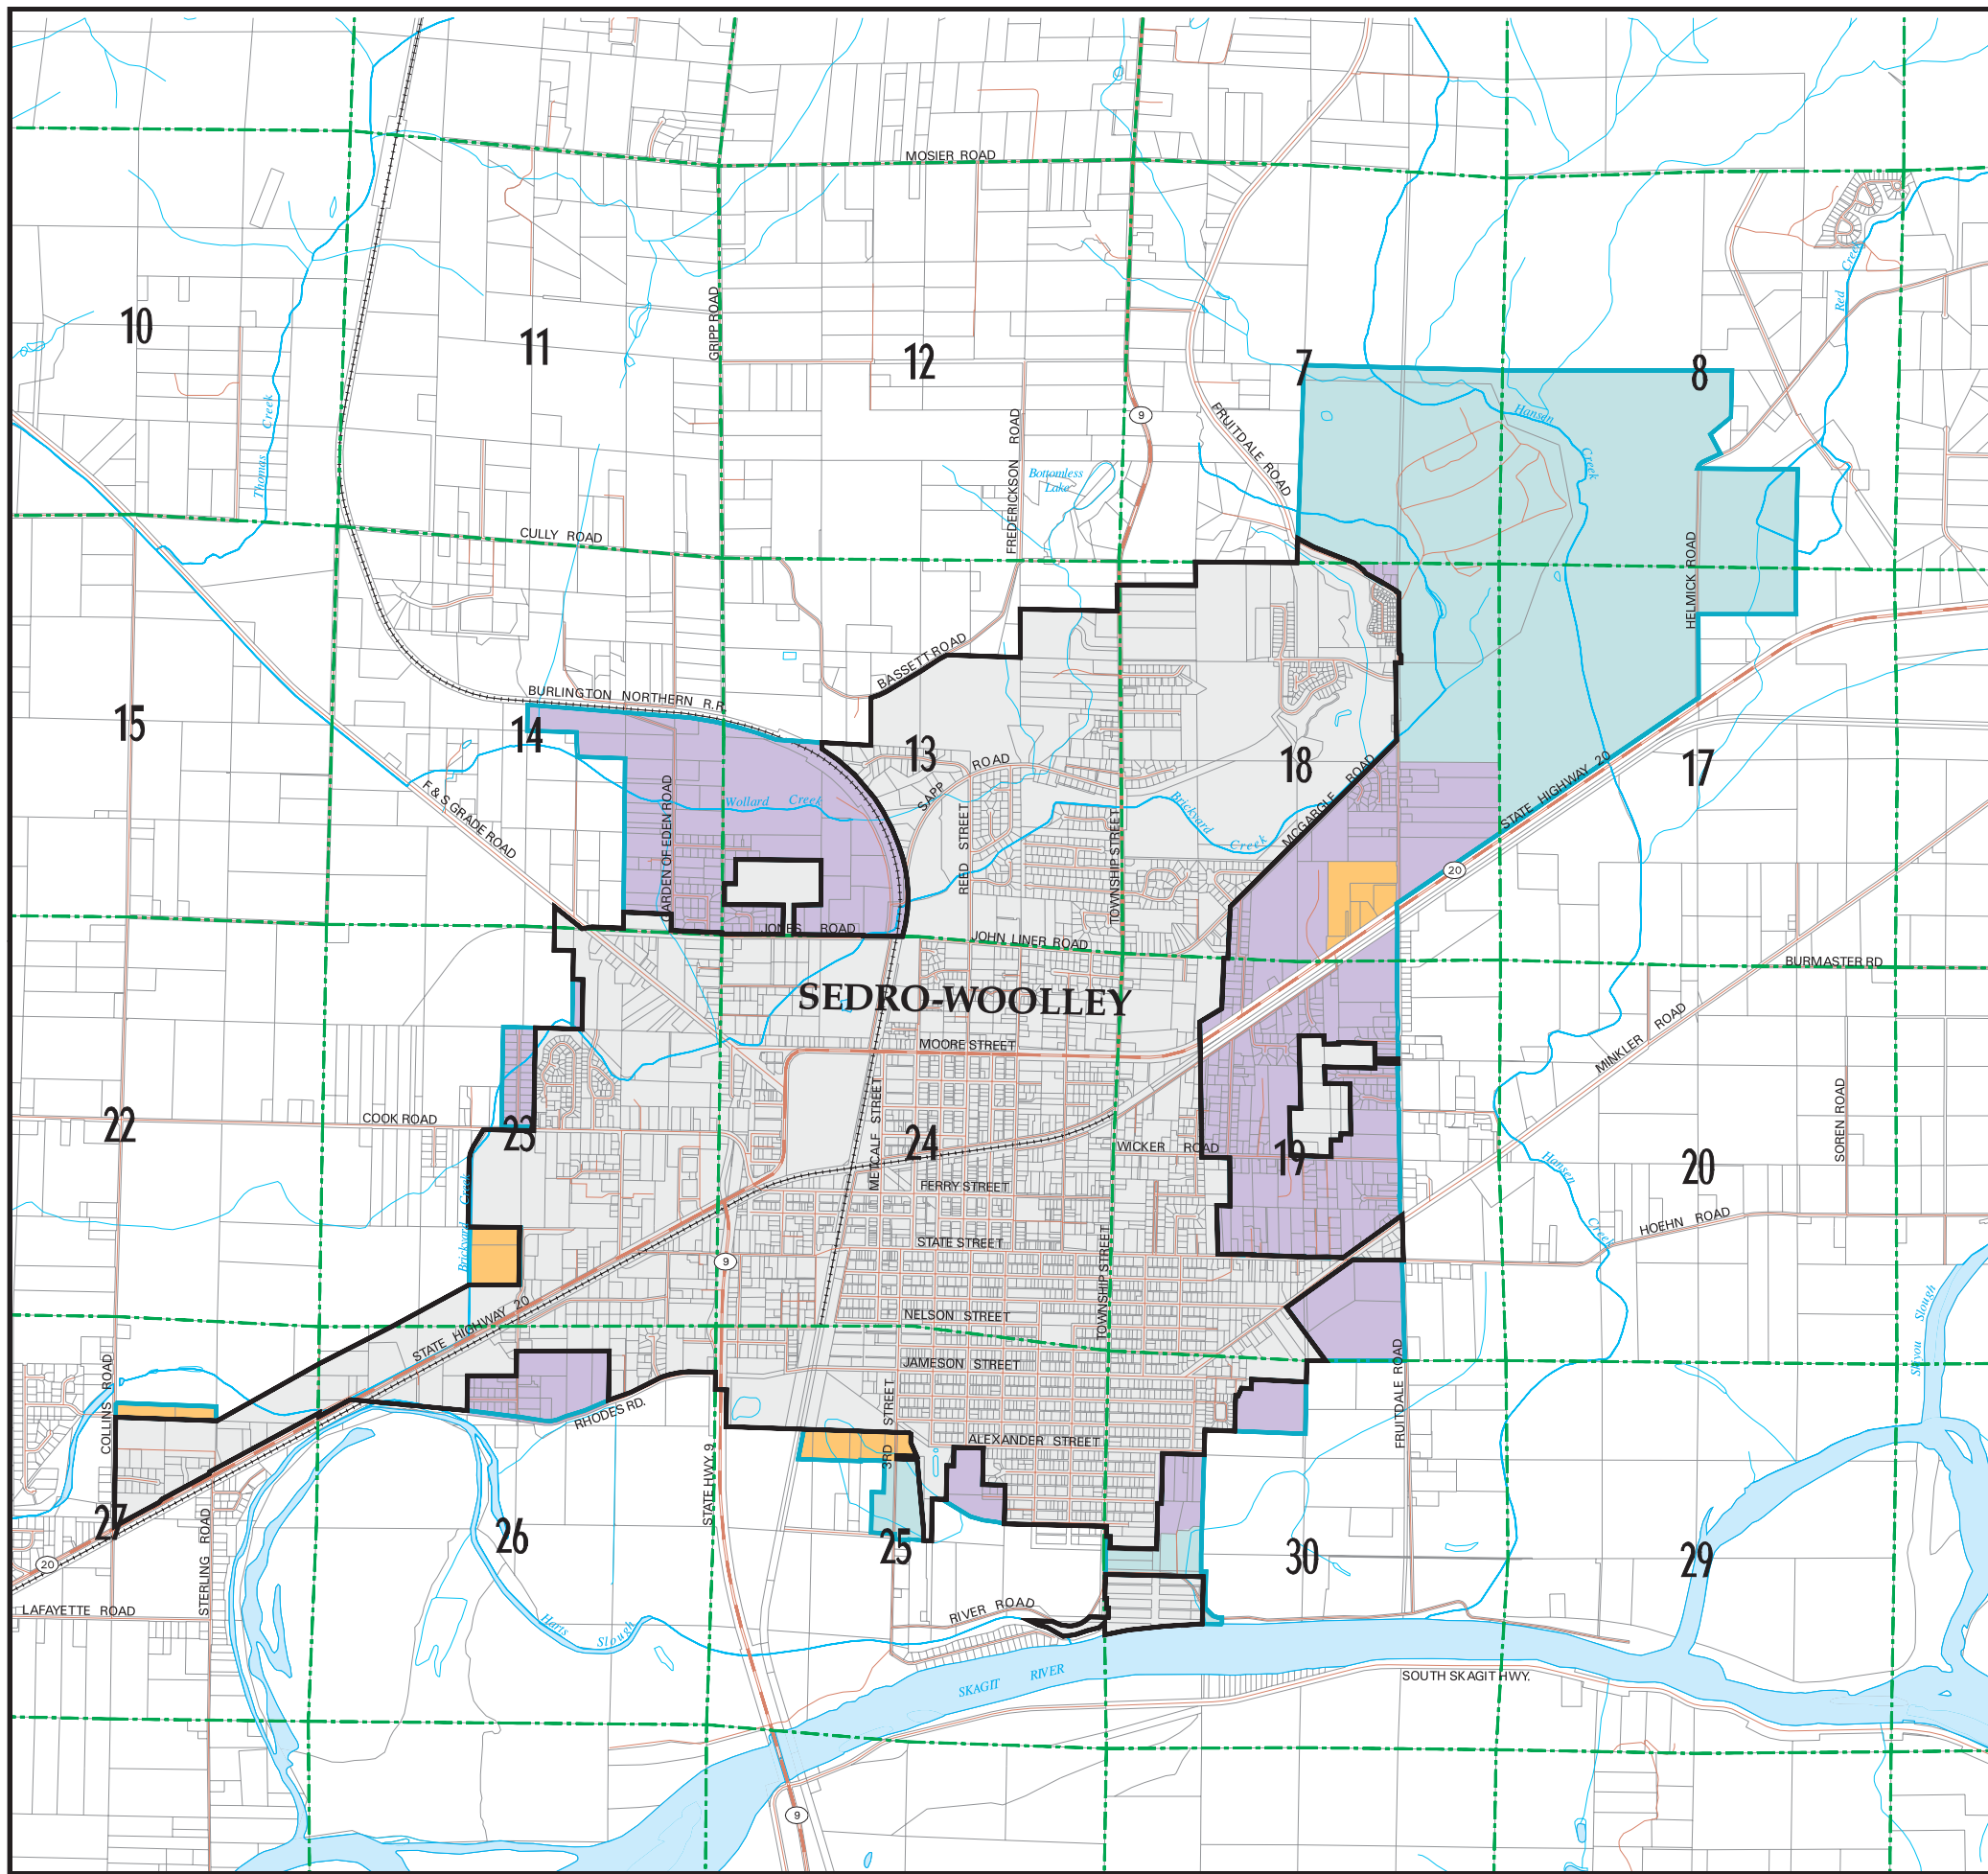 MOSIER ROAD
10
11
12
7
8
GRIPP ROAD
Red
Creek
Thomas Creek
9
FRUITDALE ROAD
FREDERICKSON ROAD
Bottomless
Lake
Hansen
Creek
CULLY ROAD
HELMICK ROAD
BASSETT ROAD
BURLINGTON NORTHERN R.R.
15
14
13
18
17
SAPP ROAD
F & S GRADE ROAD
GARDEN OF EDEN ROAD
Wollard Creek
REED STREET
TOWNSHIP STREET
Brickyard
Creek
MCGARGLE ROAD
STATE HIGHWAY 20
20
JONES ROAD
JOHN LINER ROAD
BURMASTER RD
SEDRO-WOOLLEY
MOORE STREET
MINKLER ROAD
22
COOK ROAD
23
METCALF STREET
24
WICKER ROAD
19
20
SOREN ROAD
Hansen
Creek
FERRY STREET
Brickyard Creek
STATE STREET
HOEHN ROAD
9
TOWNSHIP STREET
NELSON STREET
STATE HIGHWAY 20
Skiyou Slough
JAMESON STREET
COLLINS ROAD
RHODES RD.
3RD STREET
FRUITDALE ROAD
ALEXANDER STREET
STATE HWY. 9
27
26
25
30
29
20
STERLING ROAD
LAFAYETTE ROAD
Harts
Slough
RIVER ROAD
SKAGIT RIVER
SOUTH SKAGIT HWY.
9